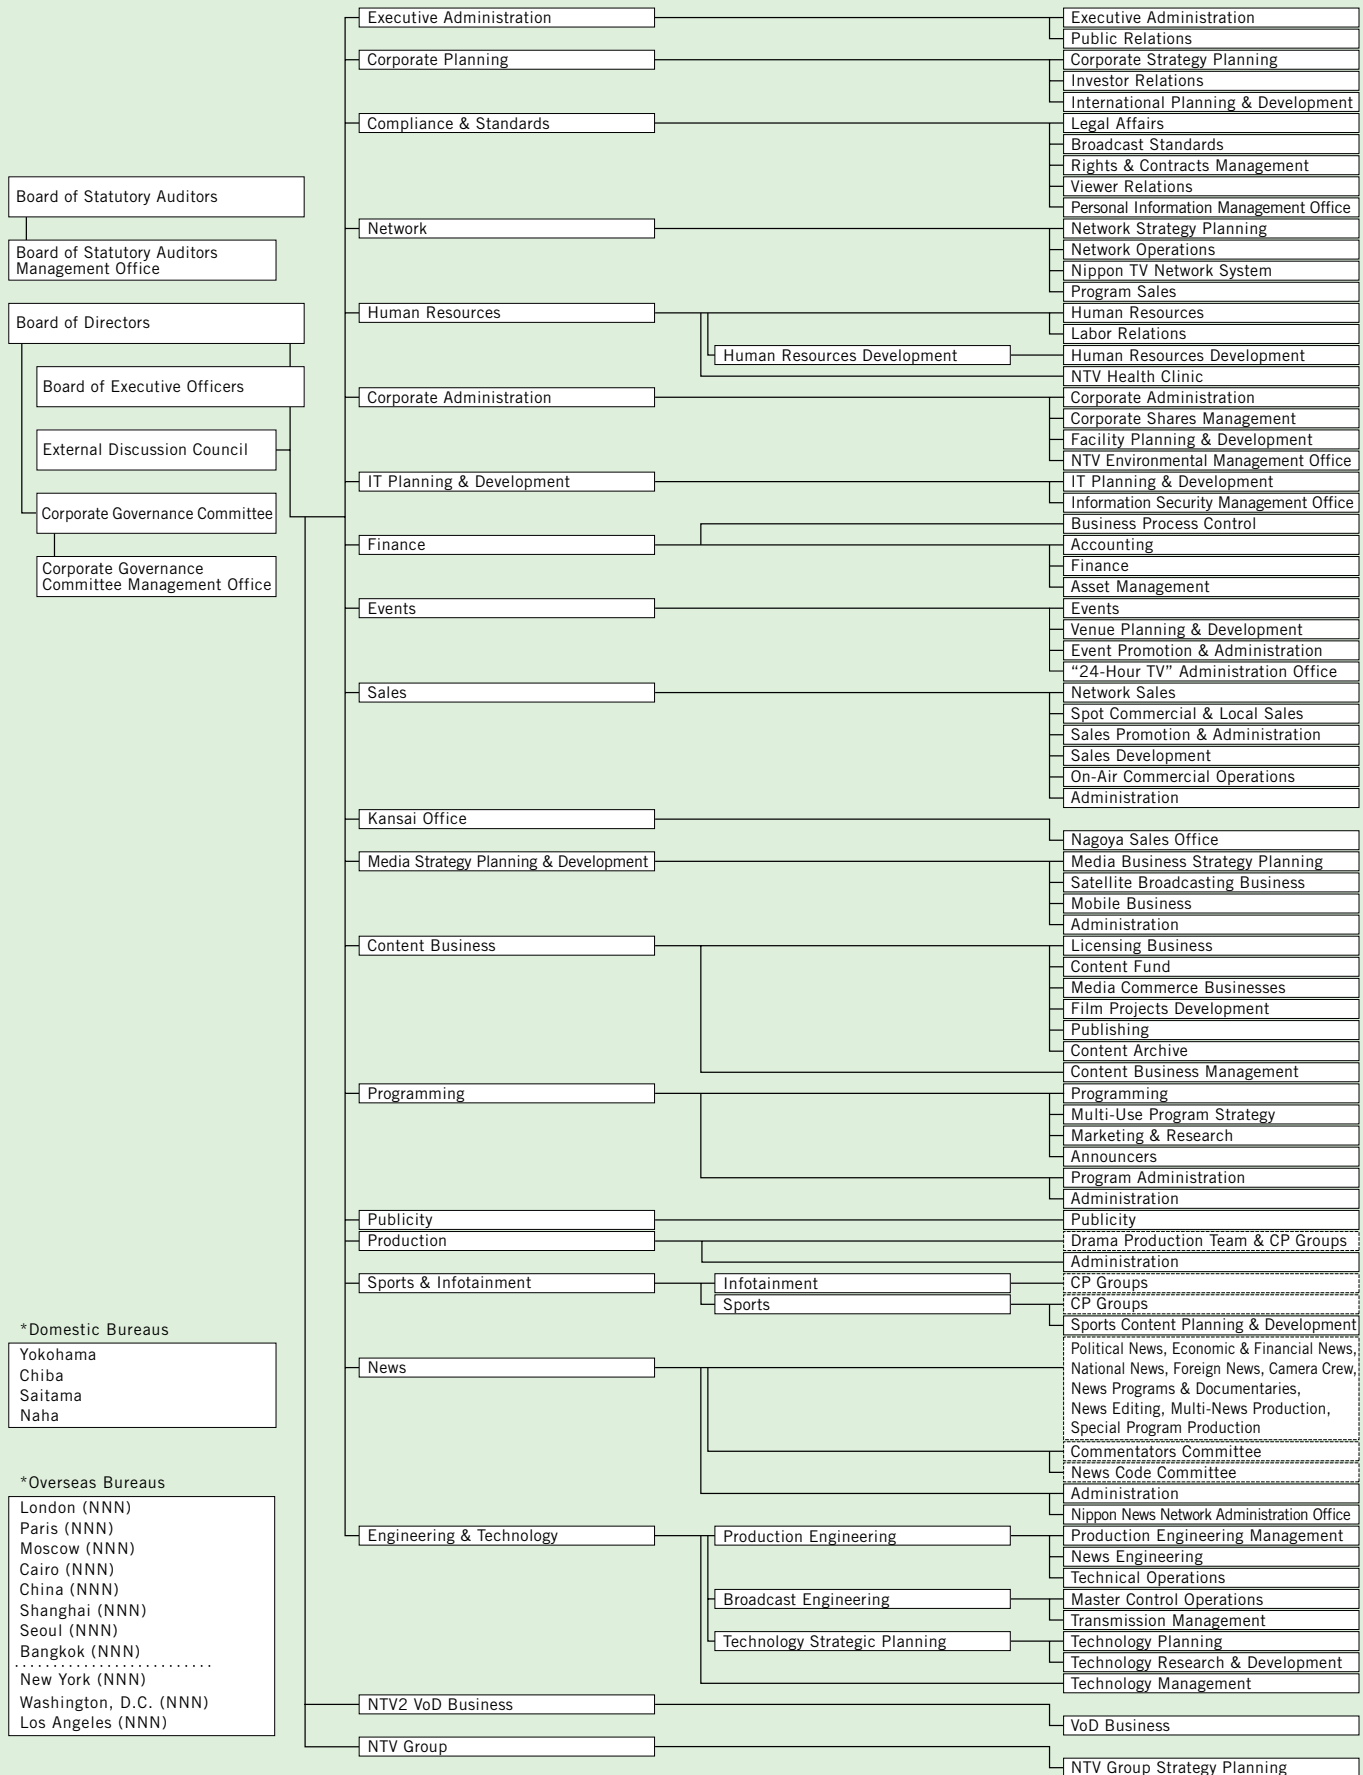 Board of Statutory Auditors
Board of Statutory Auditors
Management Office
Board of Directors
Board of Executive Officers
External Discussion Council
Corporate Governance Committee
Corporate Governance
Committee Management Office
Executive Administration
Executive Administration
Public Relations
Corporate Planning
Corporate Strategy Planning
Investor Relations
International Planning & Development
Compliance & Standards
Legal Affairs
Broadcast Standards
Rights & Contracts Management
Viewer Relations
Personal Information Management Office
Network
Network Strategy Planning
Network Operations
Nippon TV Network System
Program Sales
Human Resources
Human Resources
Labor Relations
Human Resources Development
Human Resources Development
NTV Health Clinic
Corporate Administration
Corporate Administration
Corporate Shares Management
Facility Planning & Development
NTV Environmental Management Office
IT Planning & Development
IT Planning & Development
Information Security Management Office
Finance
Business Process Control
Accounting
Finance
Asset Management
Events
Events
Venue Planning & Development
Event Promotion & Administration
“24-Hour TV” Administration Office
Sales
Network Sales
Spot Commercial & Local Sales
Sales Promotion & Administration
Sales Development
On-Air Commercial Operations
Administration
Kansai Office
Nagoya Sales Office
Media Strategy Planning & Development
Media Business Strategy Planning
Satellite Broadcasting Business
Mobile Business
Administration
Content Business
Licensing Business
Content Fund
Media Commerce Businesses
Film Projects Development
Publishing
Content Archive
Content Business Management
Programming
Programming
Multi-Use Program Strategy
Marketing & Research
Announcers
Program Administration
Administration
Publicity
Publicity
Production
Drama Production Team & CP Groups
Administration
Sports & Infotainment
Infotainment
CP Groups
Sports
CP Groups
Sports Content Planning & Development
News
Political News, Economic & Financial News,
National News, Foreign News, Camera Crew,
News Programs & Documentaries,
News Editing, Multi-News Production,
Special Program Production
Commentators Committee
News Code Committee
Administration
Nippon News Network Administration Office
Engineering & Technology
Production Engineering
Production Engineering Management
News Engineering
Technical Operations
Broadcast Engineering
Master Control Operations
Transmission Management
Technology Strategic Planning
Technology Planning
Technology Research & Development
Technology Management
NTV2 VoD Business
VoD Business
NTV Group
NTV Group Strategy Planning
*Domestic Bureaus
Yokohama
Chiba
Saitama
Naha
*Overseas Bureaus
London (NNN)
Paris (NNN)
Moscow (NNN)
Cairo (NNN)
China (NNN)
Shanghai (NNN)
Seoul (NNN)
Bangkok (NNN)
New York (NNN)
Washington, D.C. (NNN)
Los Angeles (NNN)